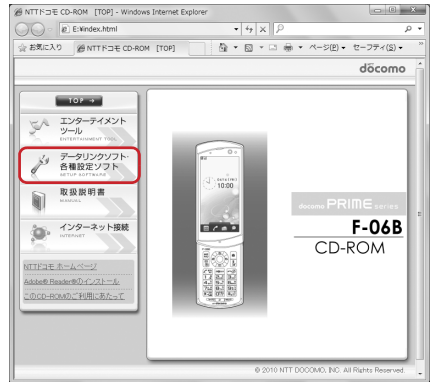 NTTドコモ CD-ROM [TOP] - Windows Internet Explorer
E:¥index.html
お気に入り
NTTドコモ CD-ROM [TOP]
ページ(P)
セーフティ(S)
döcomo
TOP →
エンターテイメント
ツール
ENTERTAINMENT TOOL
データリンクソフト・
各種設定ソフト
SETUP SOFTWARE
取扱説明書
MANUAL
インターネット接続
INTERNET
NTTドコモ ホームページ
Adobe® Reader®のインストール
このCD-ROMのご利用にあたって
10:00
docomo PRIME series
F-06B
CD-ROM
© 2010 NTT DOCOMO, INC. All Rights Reserved.